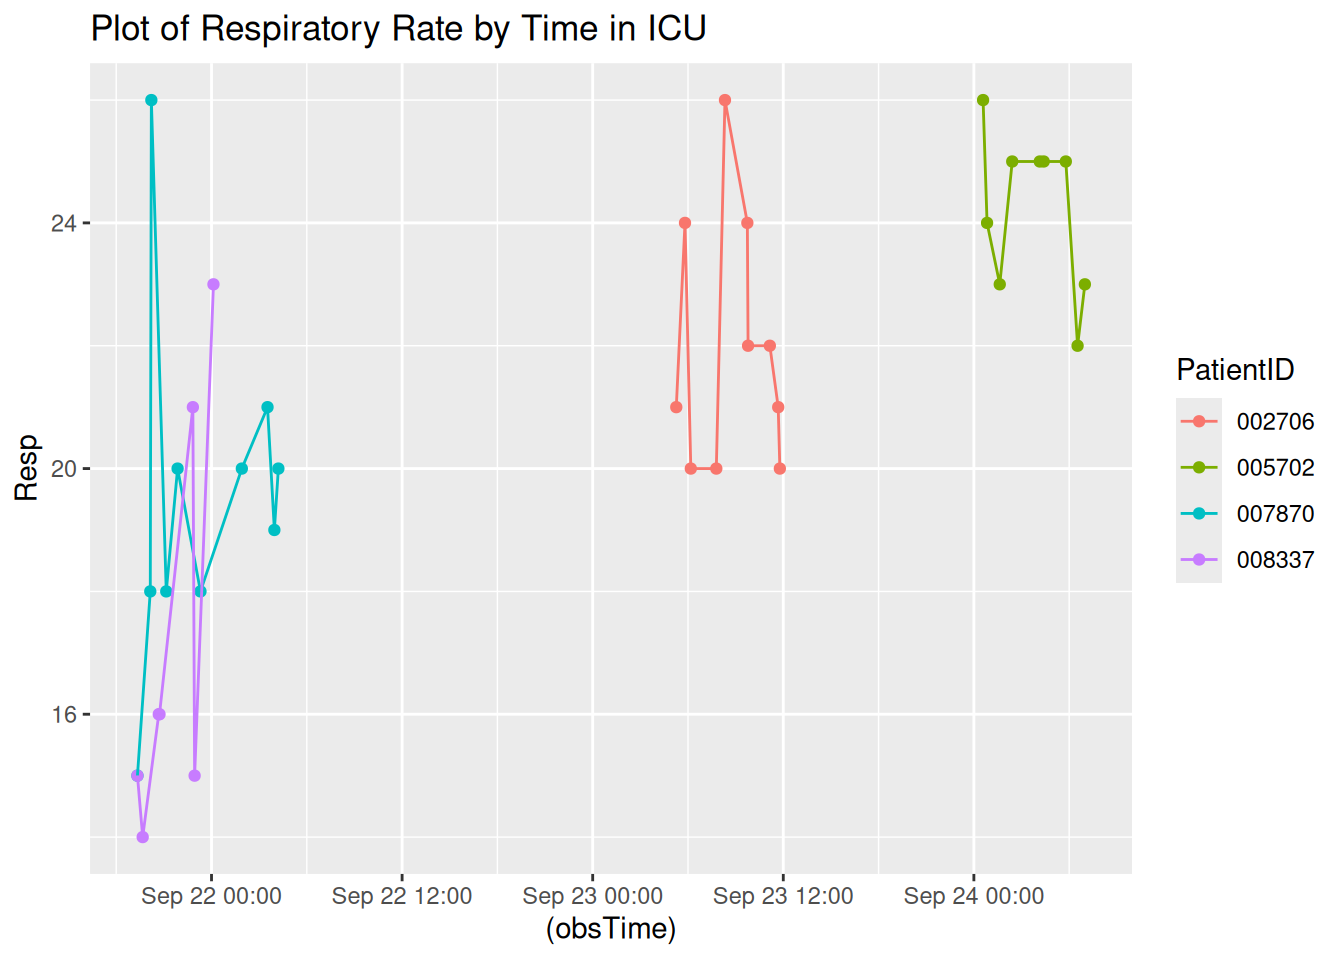 Plot of Respiratory Rate by Time in ICU
Resp
24
20
16
Sep 22 00:00
Sep 22 12:00
Sep 23 00:00
Sep 23 12:00
Sep 24 00:00
(obsTime)
PatientID
002706
005702
007870
008337